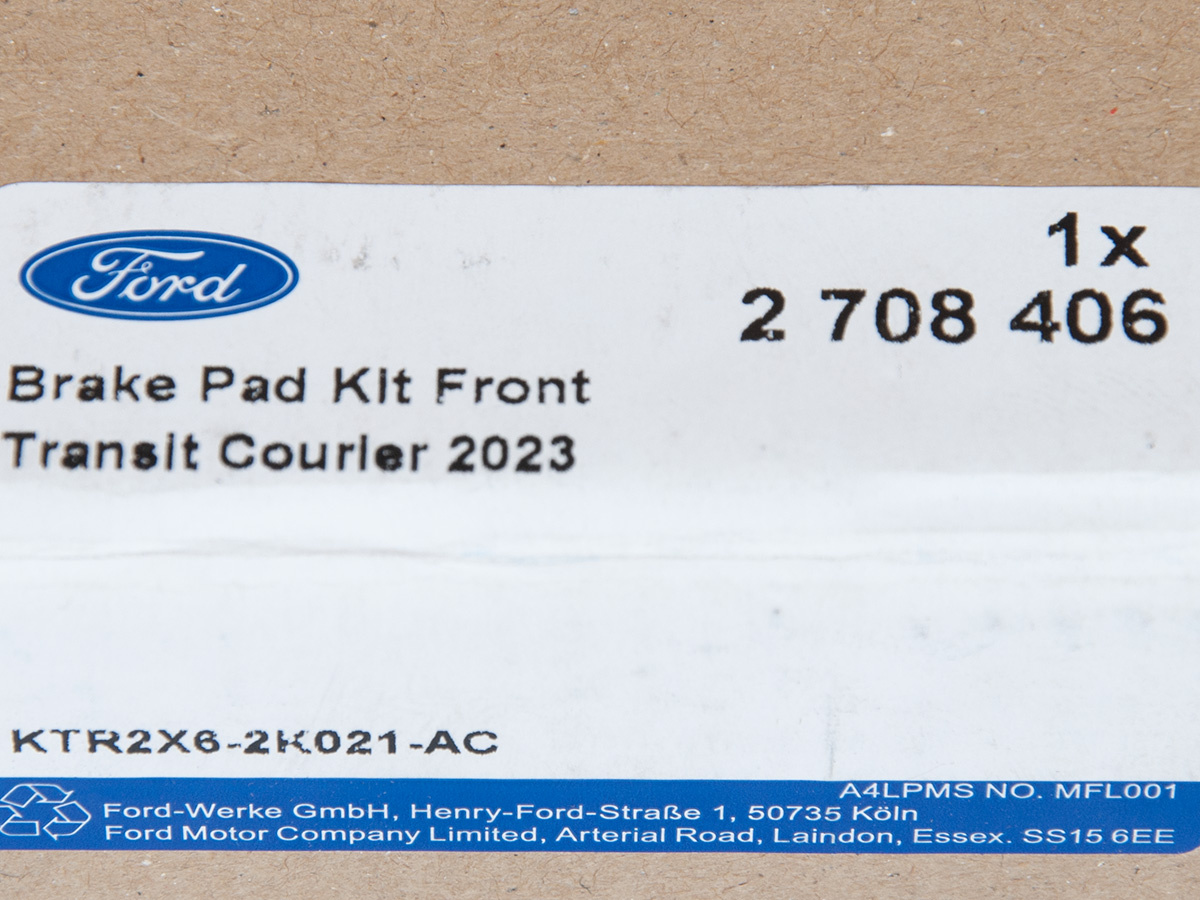 Ford
1x
2 708 406
Brake Pad Kit Front
Transit Courier 2023
KTR2X6-2K021-AC
A4LPMS NO. MFL001
Ford-Werke GmbH, Henry-Ford-Straße 1, 50735 Köln
Ford Motor Company Limited, Arterial Road, Laindon, Essex. SS15 6EE